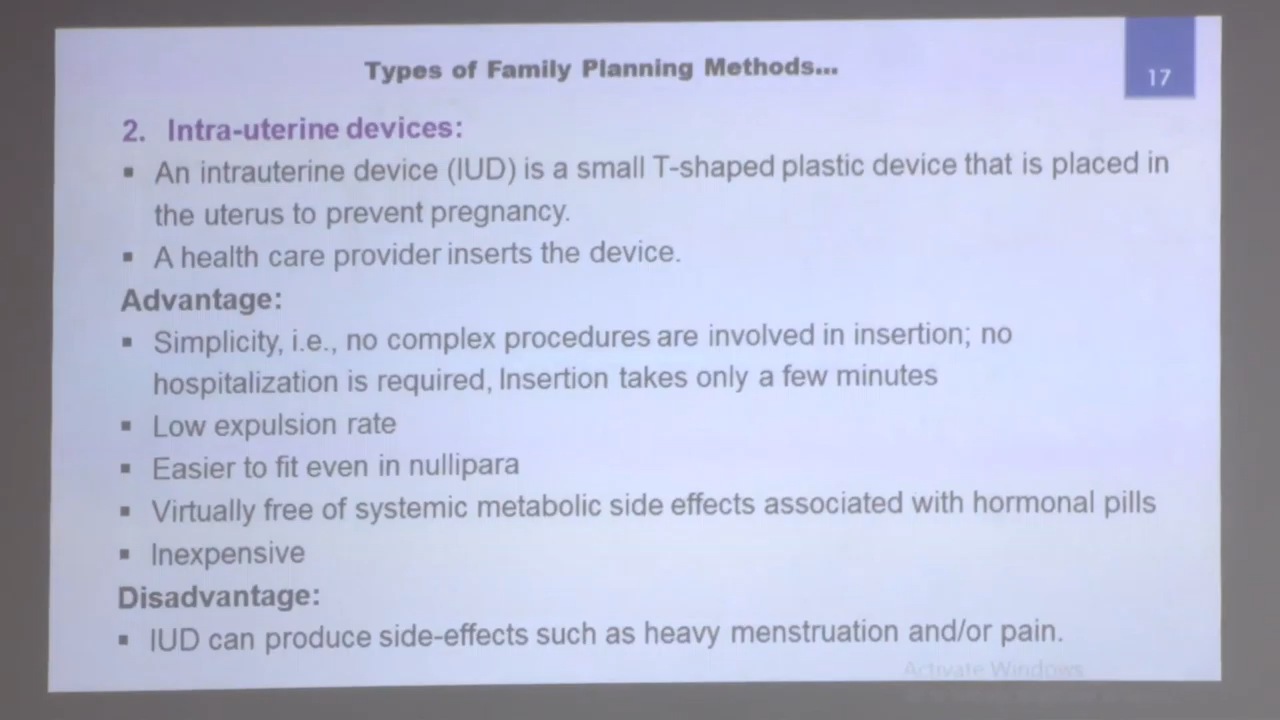 Types of Family Planning Methods...
17
2. Intra-uterine devices:
▪ An intrauterine device (IUD) is a small T-shaped plastic device that is placed in
the uterus to prevent pregnancy.
▪ A health care provider inserts the device.
Advantage:
▪ Simplicity, i.e., no complex procedures are involved in insertion; no
hospitalization is required, Insertion takes only a few minutes
▪ Low expulsion rate
▪ Easier to fit even in nullipara
▪ Virtually free of systemic metabolic side effects associated with hormonal pills
▪ Inexpensive
Disadvantage:
▪ IUD can produce side-effects such as heavy menstruation and/or pain.
Activate Windows